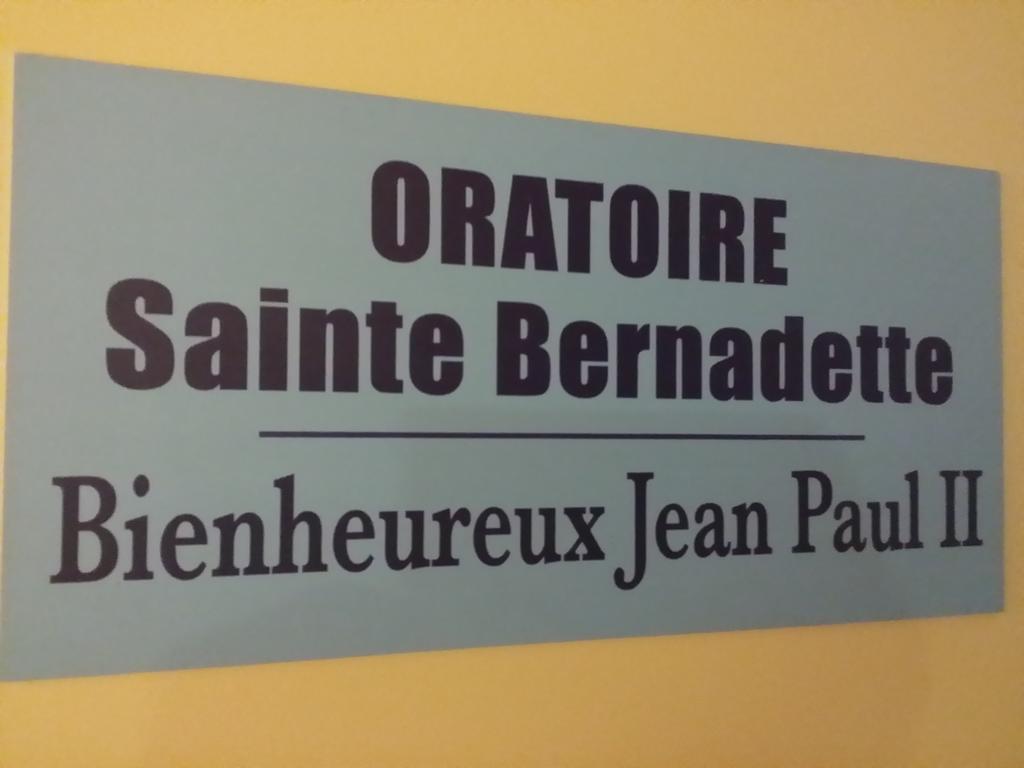 ORATOIRE
Sainte Bernadette
Bienheureux Jean Paul II